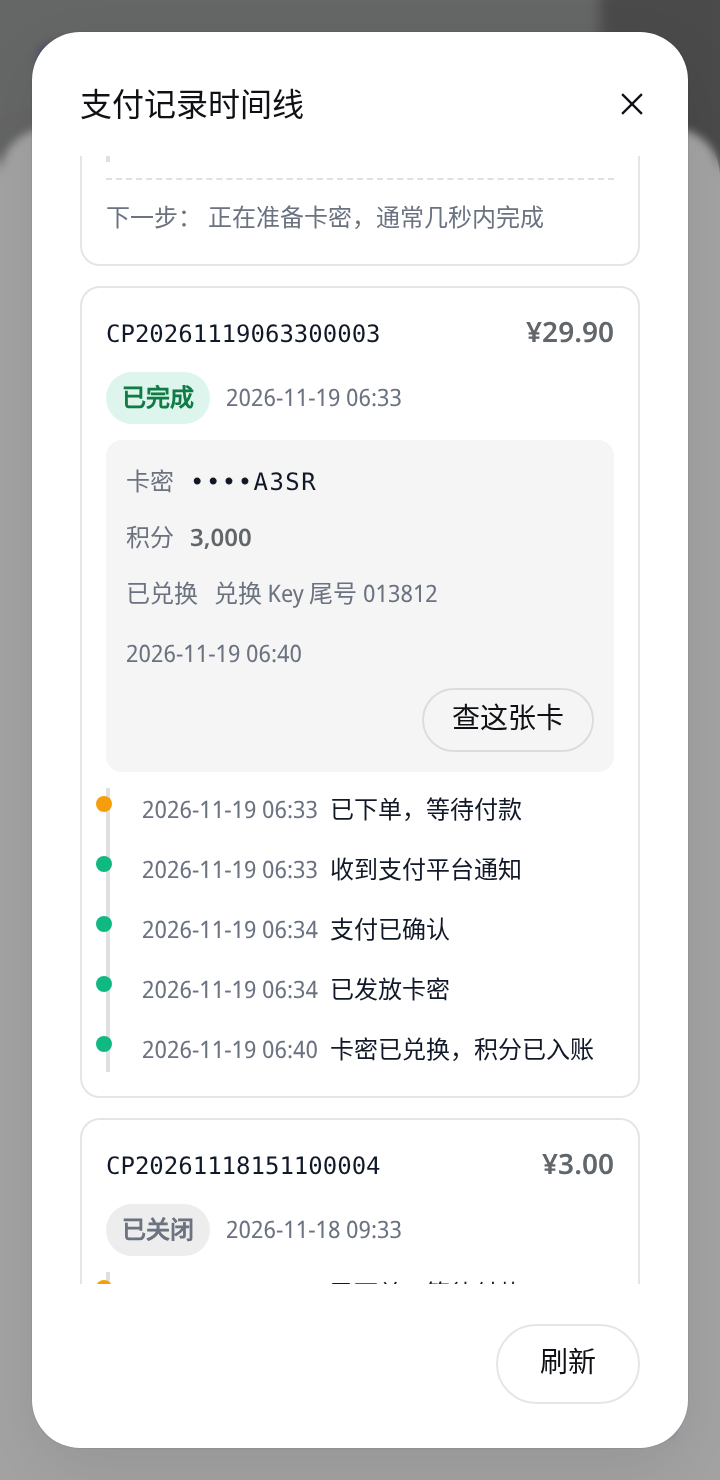 支付记录时间线
下一步： 正在准备卡密，通常几秒内完成
CP20261119063300003 ¥29.90
已完成 2026-11-19 06:33
卡密 ••••A3SR
积分 3,000
已兑换 兑换 Key 尾号 013812
2026-11-19 06:40
查这张卡
2026-11-19 06:33 已下单，等待付款
2026-11-19 06:33 收到支付平台通知
2026-11-19 06:34 支付已确认
2026-11-19 06:34 已发放卡密
2026-11-19 06:40 卡密已兑换，积分已入账
CP20261118151100004 ¥3.00
已关闭 2026-11-18 09:33
刷新